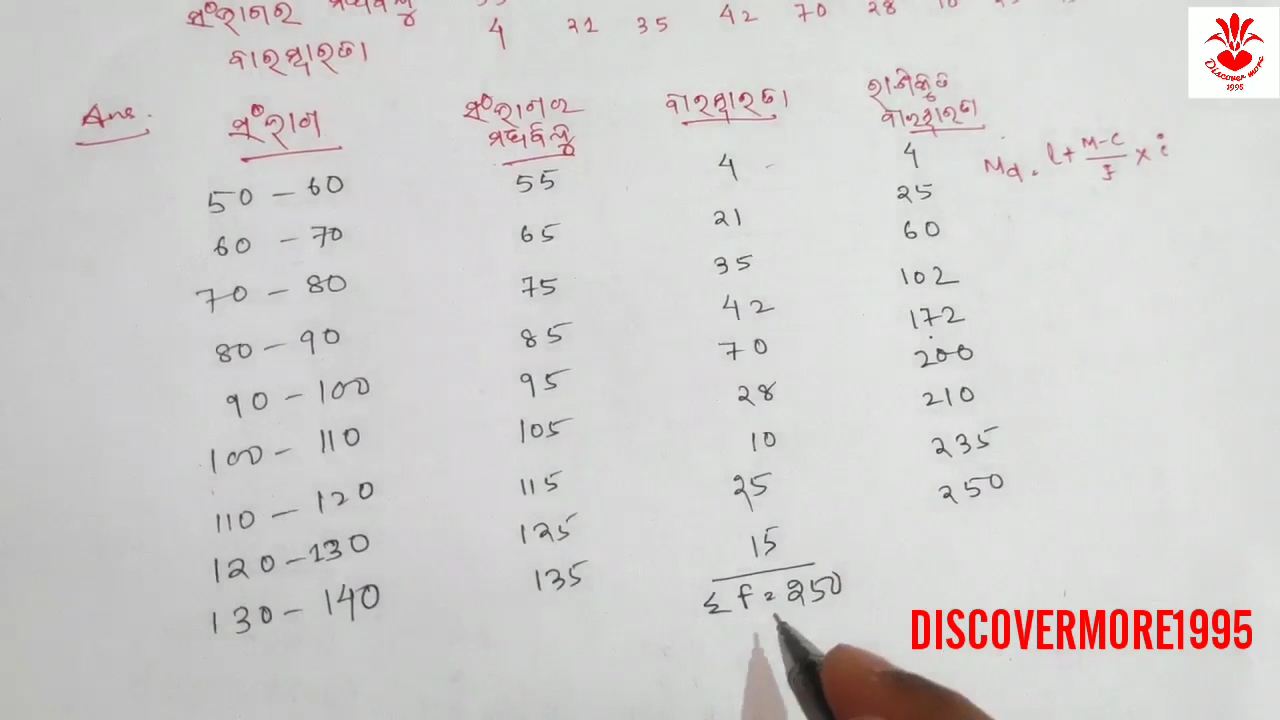 ସଂଭାଗର ମଧ୍ୟବିନ୍ଦୁ
4 21 35 42 70 28 10
ବାରମ୍ବାରତା
Discover more
1995
Ans.
ସଂଭାଗ ସଂଭାଗର ମଧ୍ୟବିନ୍ଦୁ ବାରମ୍ବାରତା ରାଶିକୃତ ବାରମ୍ବାରତା
Md = l + M-C/f × i
50 - 60 55 4 4
60 - 70 65 21 25
70 - 80 75 35 60
80 - 90 85 42 102
90 - 100 95 70 172
100 - 110 105 28 200
110 - 120 115 10 210
120 - 130 125 25 235
130 - 140 135 15 250
Σf = 250
DISCOVERMORE1995